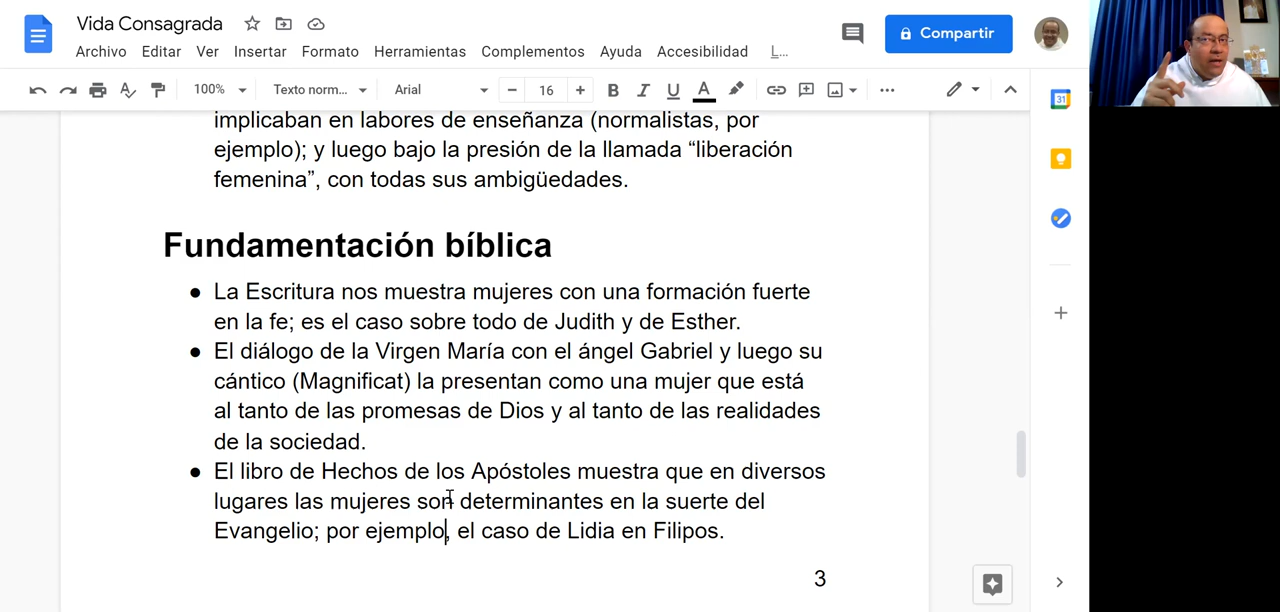 Vida Consagrada
Archivo Editar Ver Insertar Formato Herramientas Complementos Ayuda Accesibilidad L...
Compartir
100% Texto norm... Arial 16 B I U A
31
implicaban en labores de enseñanza (normalistas, por
ejemplo); y luego bajo la presión de la llamada “liberación
femenina”, con todas sus ambigüedades.
Fundamentación bíblica
● La Escritura nos muestra mujeres con una formación fuerte
en la fe; es el caso sobre todo de Judith y de Esther.
● El diálogo de la Virgen María con el ángel Gabriel y luego su
cántico (Magnificat) la presentan como una mujer que está
al tanto de las promesas de Dios y al tanto de las realidades
de la sociedad.
● El libro de Hechos de los Apóstoles muestra que en diversos
lugares las mujeres son determinantes en la suerte del
Evangelio; por ejemplo, el caso de Lidia en Filipos.
3